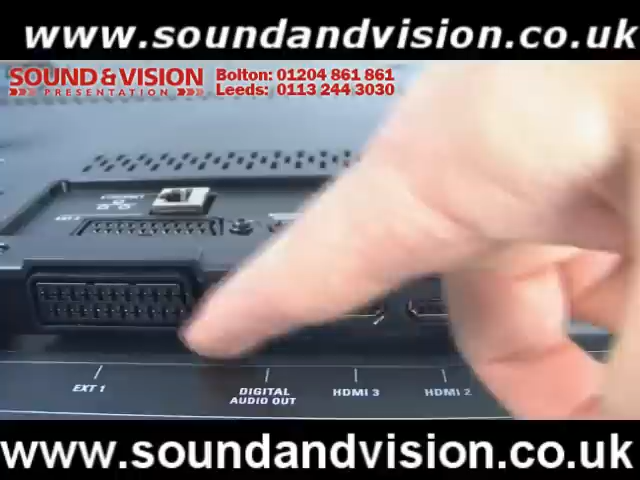 www.soundandvision.co.uk
SOUND & VISION
PRESENTATION
Bolton: 01204 861 861
Leeds: 0113 244 3030
EXT 1
DIGITAL
AUDIO OUT
HDMI 3
HDMI 2
www.soundandvision.co.uk